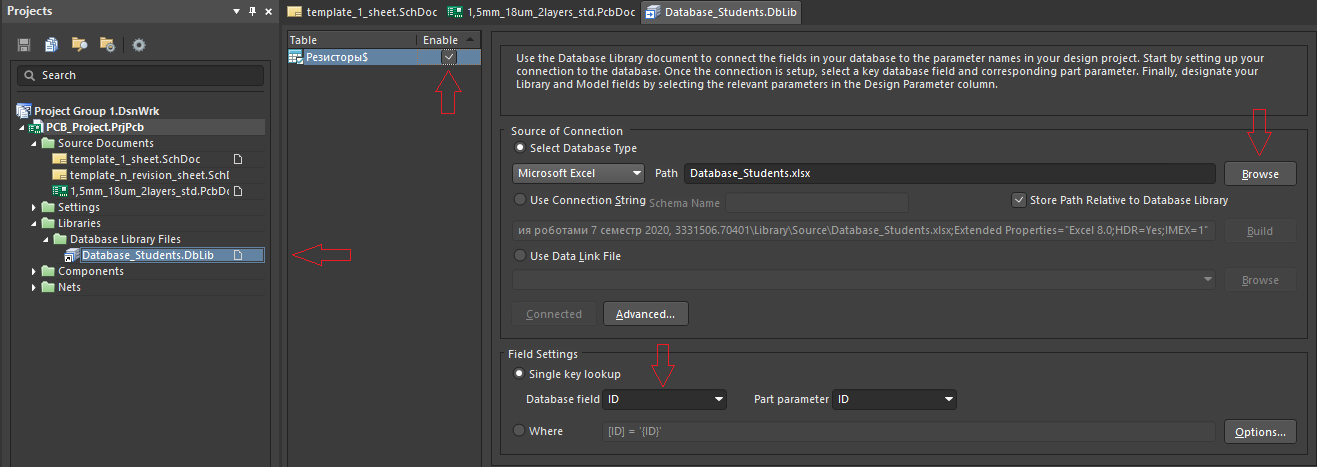 Projects
template_1_sheet.SchDoc
1,5mm_18um_2layers_std.PcbDoc
Database_Students.DbLib
Search
Project Group 1.DsnWrk
PCB_Project.PrjPcb
Source Documents
template_1_sheet.SchDoc
template_n_revision_sheet.SchD
1,5mm_18um_2layers_std.PcbDo
Settings
Libraries
Database Library Files
Database_Students.DbLib
Components
Nets
Table Enable
Резисторы$
Use the Database Library document to connect the fields in your database to the parameter names in your design project. Start by setting up your
connection to the database. Once the connection is setup, select a key database field and corresponding part parameter. Finally, designate your
Library and Model fields by selecting the relevant parameters in the Design Parameter column.
Source of Connection
Select Database Type
Microsoft Excel Path Database_Students.xlsx Browse
Use Connection String Schema Name Store Path Relative to Database Library
ия роботами 7 семестр 2020, 3331506.70401\Library\Source\Database_Students.xlsx;Extended Properties="Excel 8.0;HDR=Yes;IMEX=1" Build
Use Data Link File
Browse
Connected Advanced...
Field Settings
Single key lookup
Database field ID Part parameter ID
Where [ID] = '{ID}' Options...